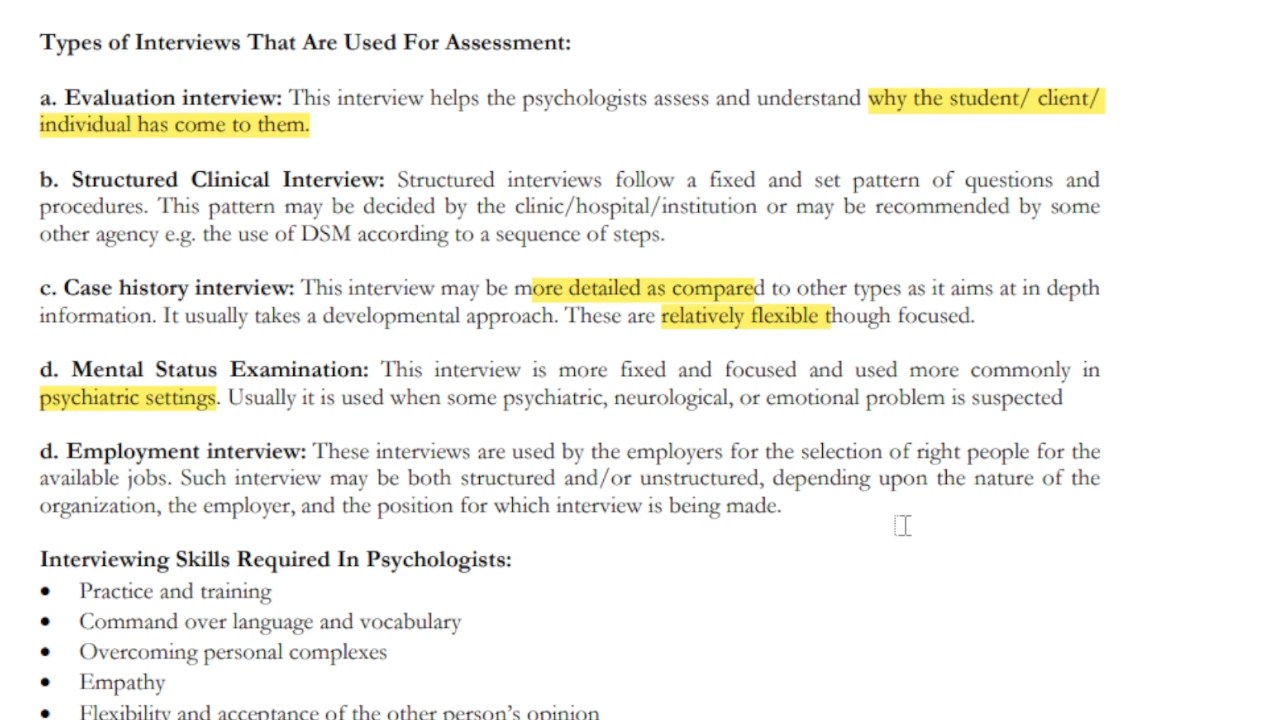 Types of Interviews That Are Used For Assessment:
a. Evaluation interview: This interview helps the psychologists assess and understand why the student/ client/
individual has come to them.
b. Structured Clinical Interview: Structured interviews follow a fixed and set pattern of questions and
procedures. This pattern may be decided by the clinic/hospital/institution or may be recommended by some
other agency e.g. the use of DSM according to a sequence of steps.
c. Case history interview: This interview may be more detailed as compared to other types as it aims at in depth
information. It usually takes a developmental approach. These are relatively flexible though focused.
d. Mental Status Examination: This interview is more fixed and focused and used more commonly in
psychiatric settings. Usually it is used when some psychiatric, neurological, or emotional problem is suspected
d. Employment interview: These interviews are used by the employers for the selection of right people for the
available jobs. Such interview may be both structured and/or unstructured, depending upon the nature of the
organization, the employer, and the position for which interview is being made.
Interviewing Skills Required In Psychologists:
• Practice and training
• Command over language and vocabulary
• Overcoming personal complexes
• Empathy
• Flexibility and acceptance of the other person's opinion